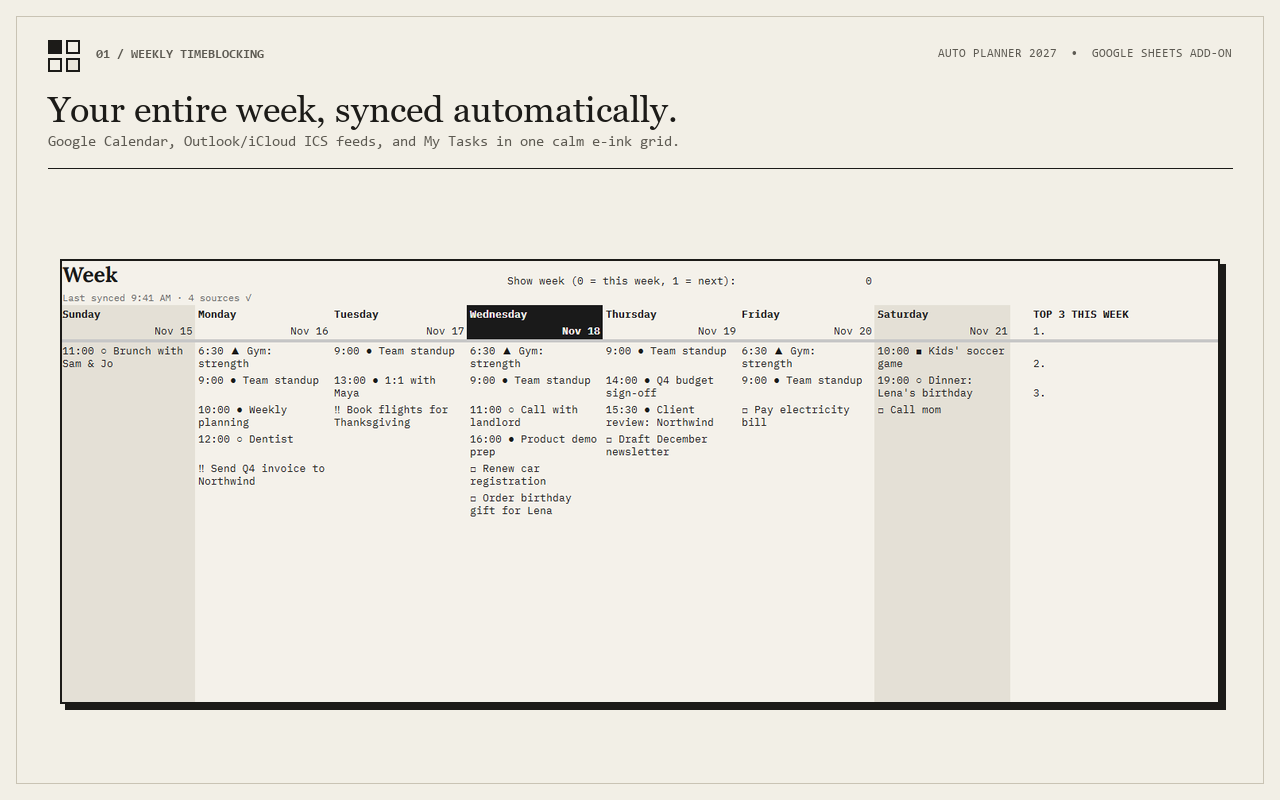 01 / WEEKLY TIMEBLOCKING
AUTO PLANNER 2027 • GOOGLE SHEETS ADD-ON
Your entire week, synced automatically.
Google Calendar, Outlook/iCloud ICS feeds, and My Tasks in one calm e-ink grid.
Week
Show week (0 = this week, 1 = next):
0
Last synced 9:41 AM · 4 sources √
Sunday
Nov 15
11:00 ○ Brunch with
Sam & Jo
Monday
Nov 16
6:30 ▲ Gym:
strength
9:00 ● Team standup
10:00 ● Weekly
planning
12:00 ○ Dentist
‼ Send Q4 invoice to
Northwind
Tuesday
Nov 17
9:00 ● Team standup
13:00 ● 1:1 with
Maya
‼ Book flights for
Thanksgiving
Wednesday
Nov 18
6:30 ▲ Gym:
strength
9:00 ● Team standup
11:00 ○ Call with
landlord
16:00 ● Product demo
prep
□ Renew car
registration
□ Order birthday
gift for Lena
Thursday
Nov 19
9:00 ● Team standup
14:00 ● Q4 budget
sign-off
15:30 ● Client
review: Northwind
□ Draft December
newsletter
Friday
Nov 20
6:30 ▲ Gym:
strength
9:00 ● Team standup
□ Pay electricity
bill
Saturday
Nov 21
10:00 ■ Kids' soccer
game
19:00 ○ Dinner:
Lena's birthday
□ Call mom
TOP 3 THIS WEEK
1.
2.
3.